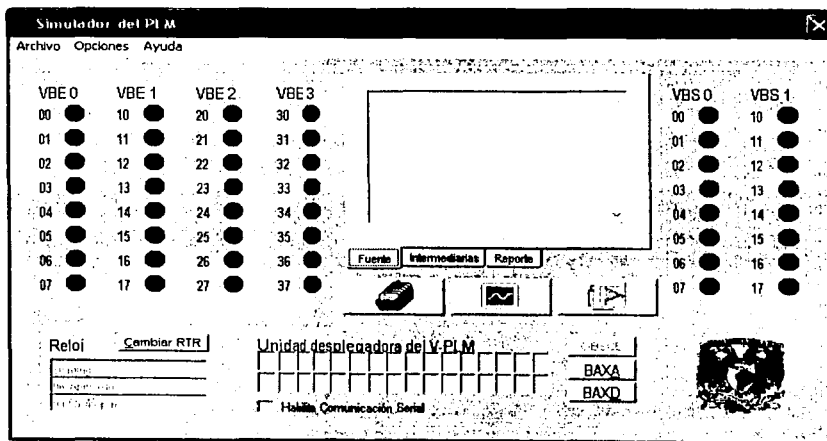 Simulador del PLM
Archivo Opciones Ayuda
VBE 0 VBE 1 VBE 2 VBE 3 VBS 0 VBS 1
00 10 20 30 00 10
01 11 21 31 01 11
02 12 22 32 02 12
03 13 23 33 03 13
04 14 24 34 04 14
05 15 25 35 05 15
06 16 26 36 06 16
07 17 27 37 07 17
Fuente Intermediarias Reporte
Reloj Cambiar RTR Unidad desplegadora del V-PLM
BAXA
BAXD
Habilita Comunicación Serial